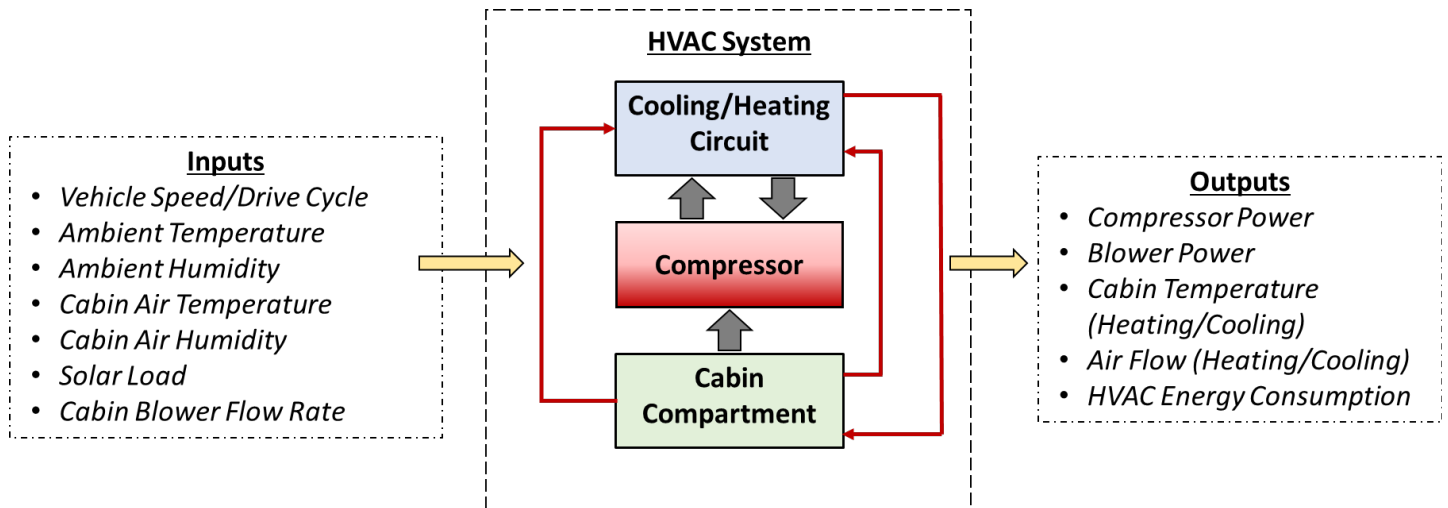 Inputs
• Vehicle Speed/Drive Cycle
• Ambient Temperature
• Ambient Humidity
• Cabin Air Temperature
• Cabin Air Humidity
• Solar Load
• Cabin Blower Flow Rate
HVAC System
Cooling/Heating
Circuit
Compressor
Cabin
Compartment
Outputs
• Compressor Power
• Blower Power
• Cabin Temperature
(Heating/Cooling)
• Air Flow (Heating/Cooling)
• HVAC Energy Consumption